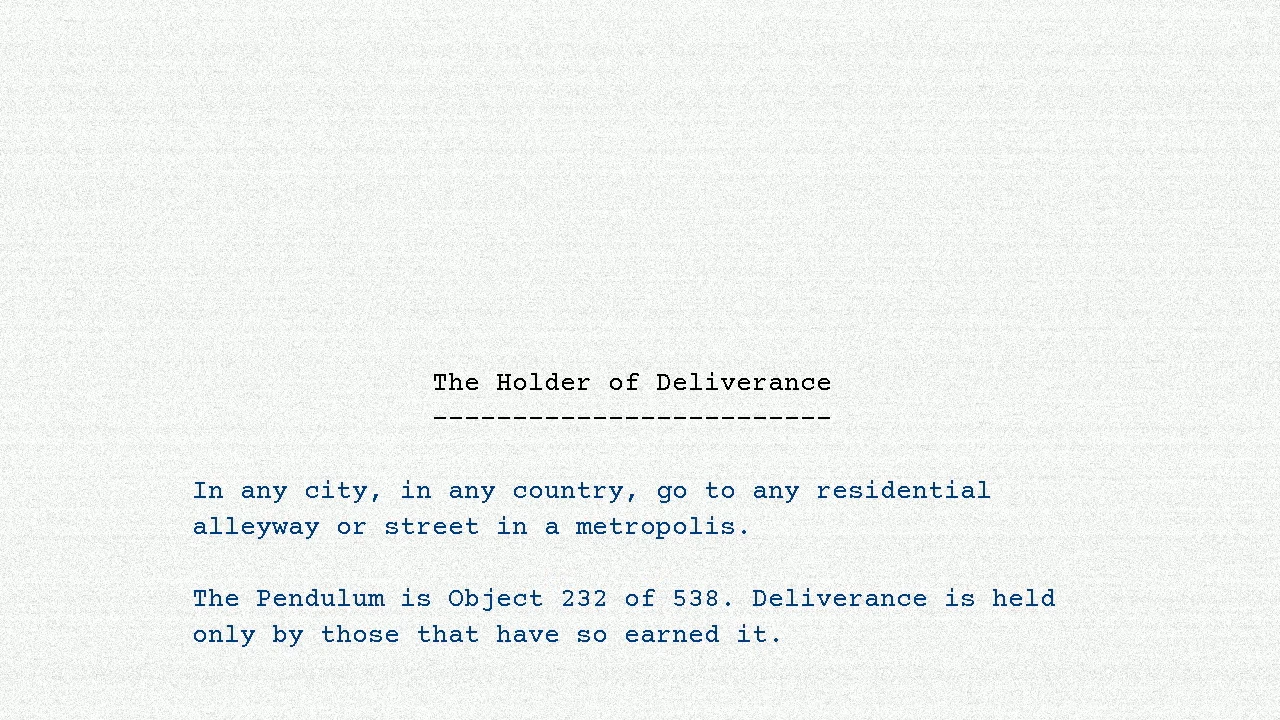 The Holder of Deliverance
-------------------------
In any city, in any country, go to any residential
alleyway or street in a metropolis.
The Pendulum is Object 232 of 538. Deliverance is held
only by those that have so earned it.